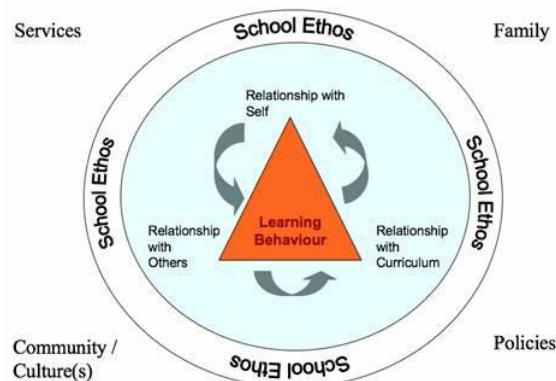 Services
School Ethos
Family
Relationship with
Self
School Ethos
School Ethos
Learning
Behaviour
Relationship
with
Others
Relationship
with
Curriculum
Community /
Culture(s)
School Ethos
Policies